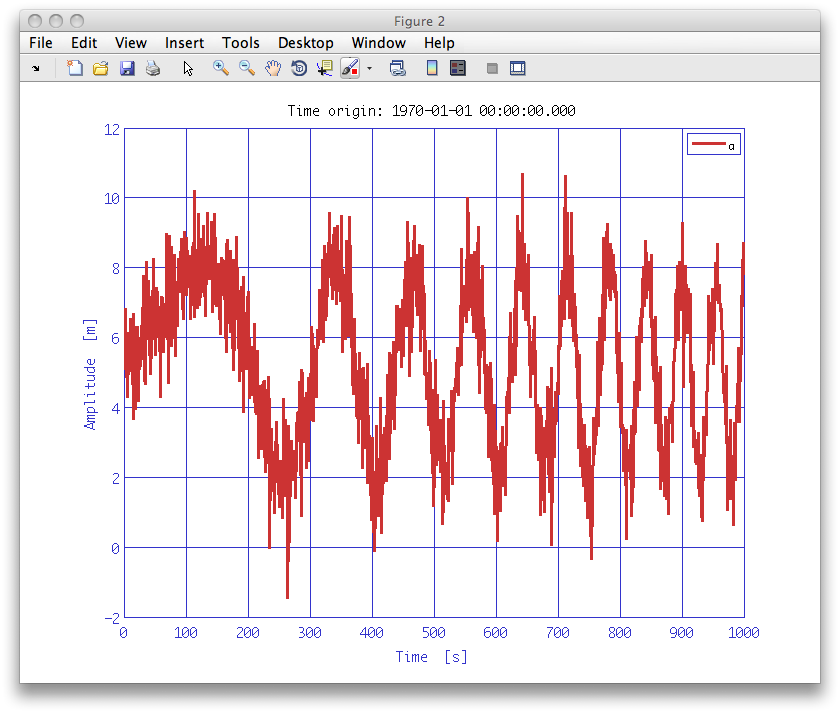 Figure 2
File Edit View Insert Tools Desktop Window Help
Time origin: 1970-01-01 00:00:00.000
a
12
10
8
6
4
2
0
-2
Amplitude [m]
0 100 200 300 400 500 600 700 800 900 1000
Time [s]